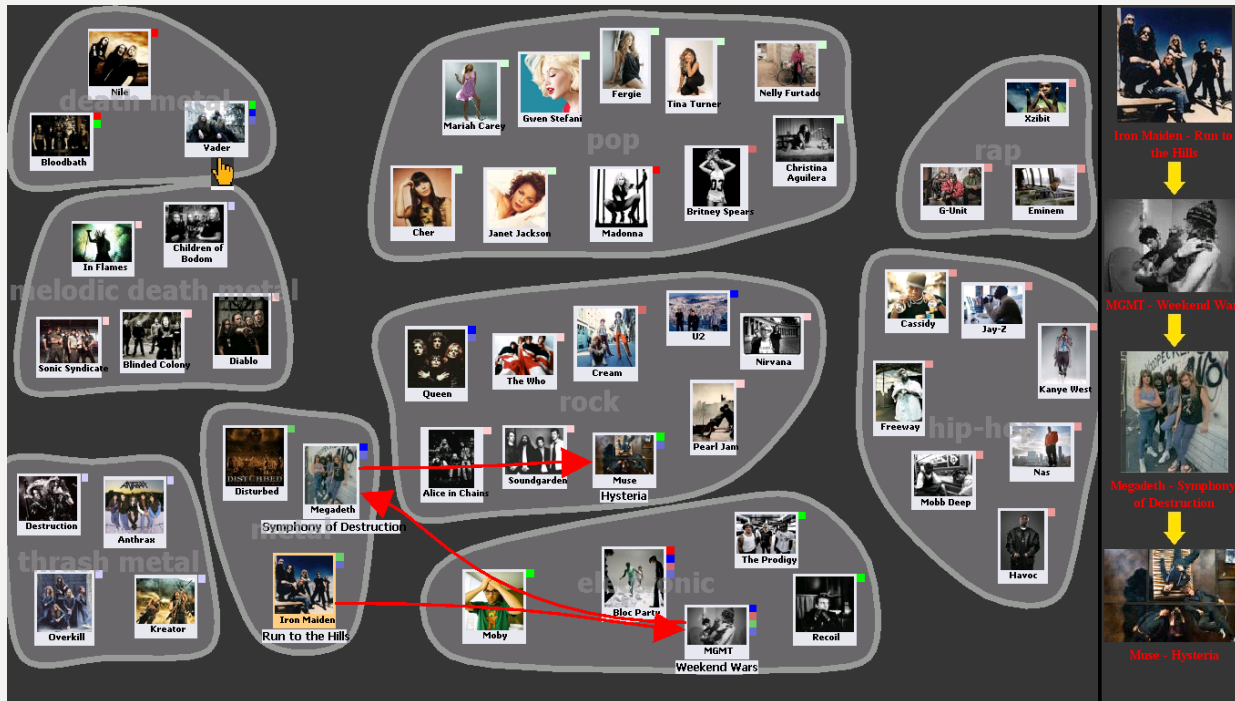 Nile
death metal
Bloodbath
Vader
In Flames
Children of
Bodom
melodic death metal
Sonic Syndicate
Blinded Colony
Diablo
Destruction
Anthrax
thrash metal
Overkill
Kreator
Disturbed
DISTURBED
Megadeth
Symphony of Destruction
metal
Iron Maiden
Run to the Hills
Mariah Carey
Gwen Stefani
Fergie
Tina Turner
Nelly Furtado
pop
Christina
Aguilera
Cher
Janet Jackson
Madonna
Britney Spears
Queen
The Who
Cream
U2
Nirvana
rock
Pearl Jam
Alice in Chains
Soundgarden
Muse
Hysteria
The Prodigy
electronic
Bloc Party
Moby
MGMT
Weekend Wars
Recoil
Xzibit
rap
G-Unit
Eminem
Cassidy
Jay-Z
Kanye West
Freeway
Nas
Mobb Deep
Havoc
Iron Maiden - Run to
the Hills
MGMT - Weekend War
Megadeth - Symphony
of Destruction
Muse - Hysteria